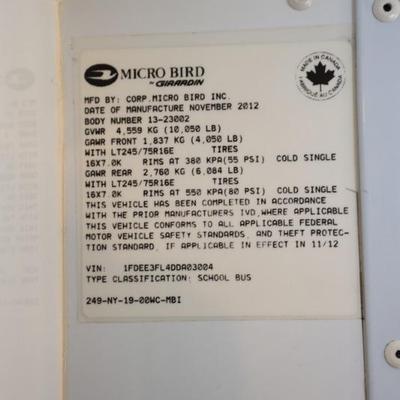 MICRO BIRD
by GIRARDIN
MADE IN CANADA
FABRIQUÉ AU CANADA
MFD BY: CORP.MICRO BIRD INC.
DATE OF MANUFACTURE NOVEMBER 2012
BODY NUMBER 13-23002
GVWR 4,559 KG (10,050 LB)
GAWR FRONT 1,837 KG (4,050 LB)
WITH LT245/75R16E TIRES
16X7.0K RIMS AT 380 KPA(55 PSI) COLD SINGLE
GAWR REAR 2,760 KG (6,084 LB)
WITH LT245/75R16E TIRES
16X7.0K RIMS AT 550 KPA(80 PSI) COLD SINGLE
THIS VEHICLE HAS BEEN COMPLETED IN ACCORDANCE
WITH THE PRIOR MANUFACTURERS IVD,WHERE APPLICABLE
THIS VEHICLE CONFORMS TO ALL APPLICABLE FEDERAL
MOTOR VEHICLE SAFETY STANDARDS, AND THEFT PROTEC-
TION STANDARD, IF APPLICABLE IN EFFECT IN 11/12
VIN: 1FDEE3FL4DDA03004
TYPE CLASSIFICATION: SCHOOL BUS
249-NY-19-00WC-MBI